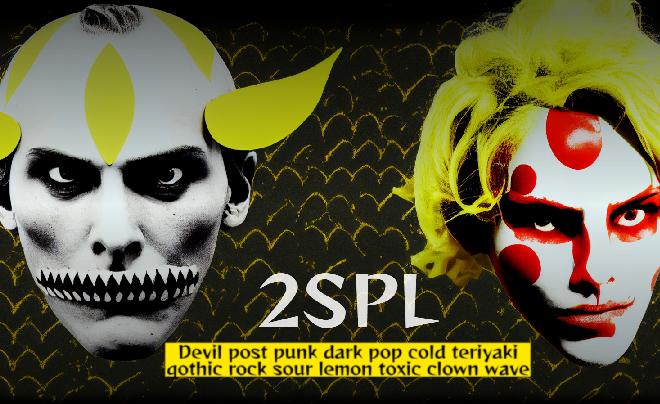 2SPL
Devil post punk dark pop cold teriyaki
gothic rock sour lemon toxic clown wave